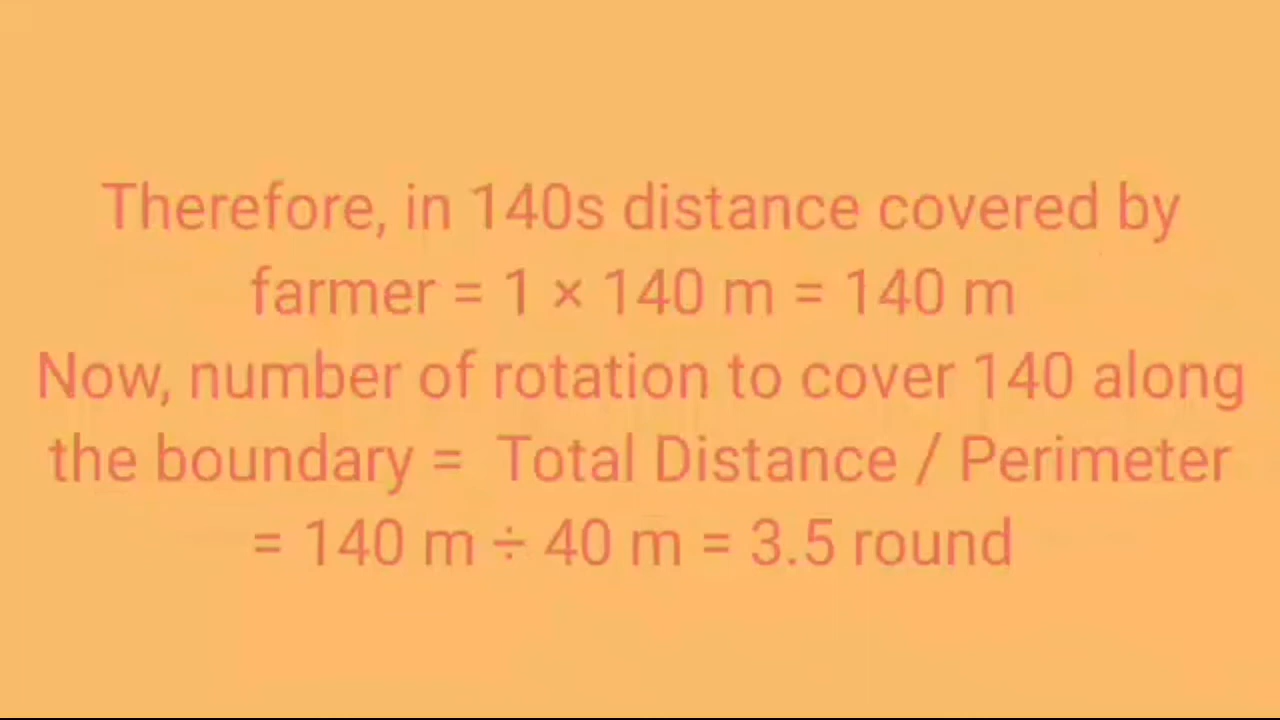 Therefore, in 140s distance covered by
farmer = 1 × 140 m = 140 m
Now, number of rotation to cover 140 along
the boundary = Total Distance / Perimeter
= 140 m ÷ 40 m = 3.5 round